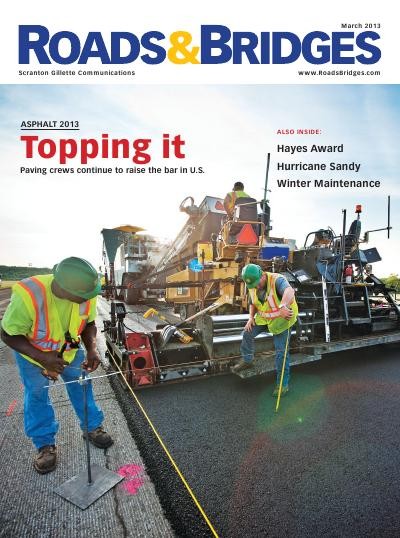 March 2013
ROADS&BRIDGES
Scranton Gillette Communications
www.RoadsBridges.com
ASPHALT 2013
Topping it
Paving crews continue to raise the bar in U.S.
ALSO INSIDE:
Hayes Award
Hurricane Sandy
Winter Maintenance